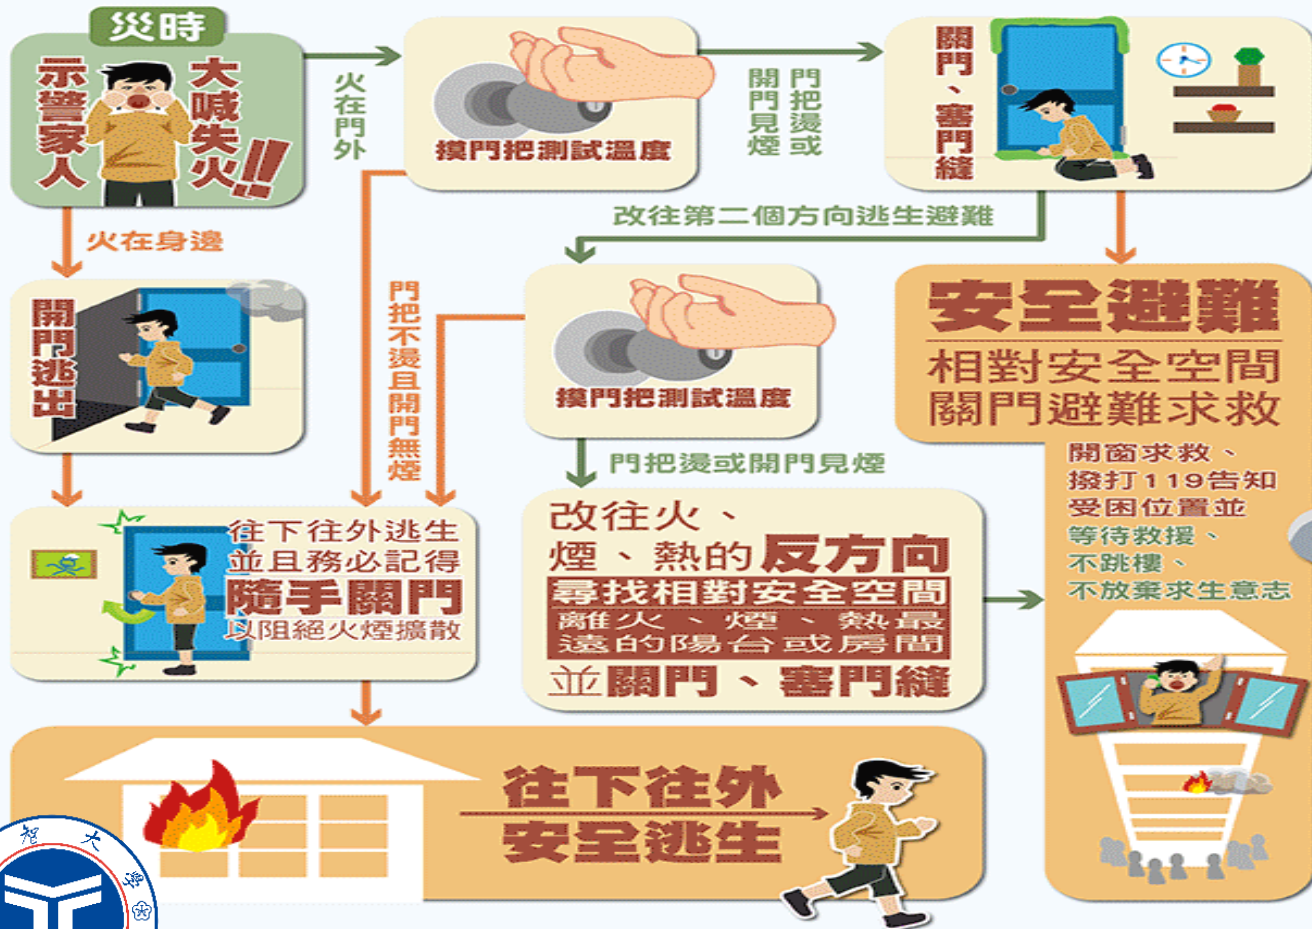 災時
大喊失火!!
示警家人
火在門外
摸門把測試溫度
門把燙或
開門見煙
關門、塞門縫
火在身邊
開門逃出
改往第二個方向逃生避難
摸門把測試溫度
門把不燙且開門無煙
門把燙或開門見煙
往下往外逃生
並且務必記得
隨手關門
以阻絕火煙擴散
改往火、
煙、熱的反方向
尋找相對安全空間
離火、煙、熱最
遠的陽台或房間
並關門、塞門縫
安全避難
相對安全空間
關門避難求救
開窗求救、
撥打119告知
受困位置並
等待救援、
不跳樓、
不放棄求生意志
往下往外
安全逃生
大學